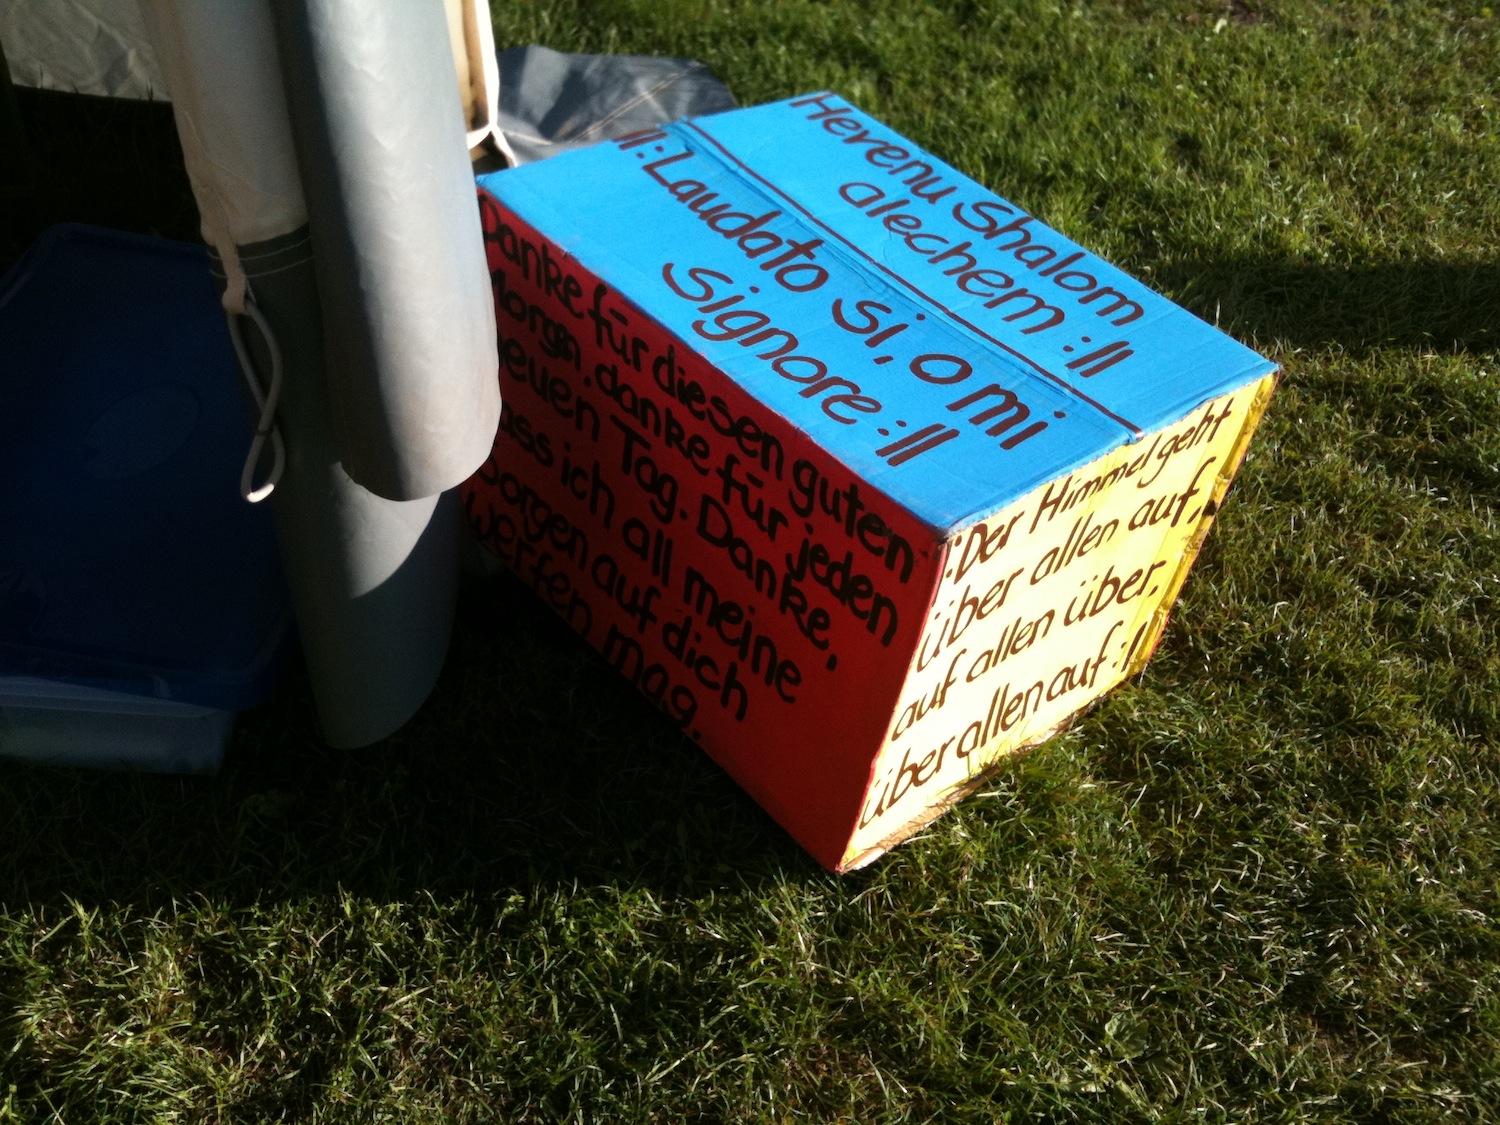 Hevenu Shalom
alechem :||
||: Laudato si, o mi
Signore :||
Danke für diesen guten
Morgen, danke für jeden
neuen Tag. Danke,
dass ich all meine
Sorgen auf dich
werfen mag.
|: Der Himmel geht
über allen auf,
auf allen über,
über allen auf :||